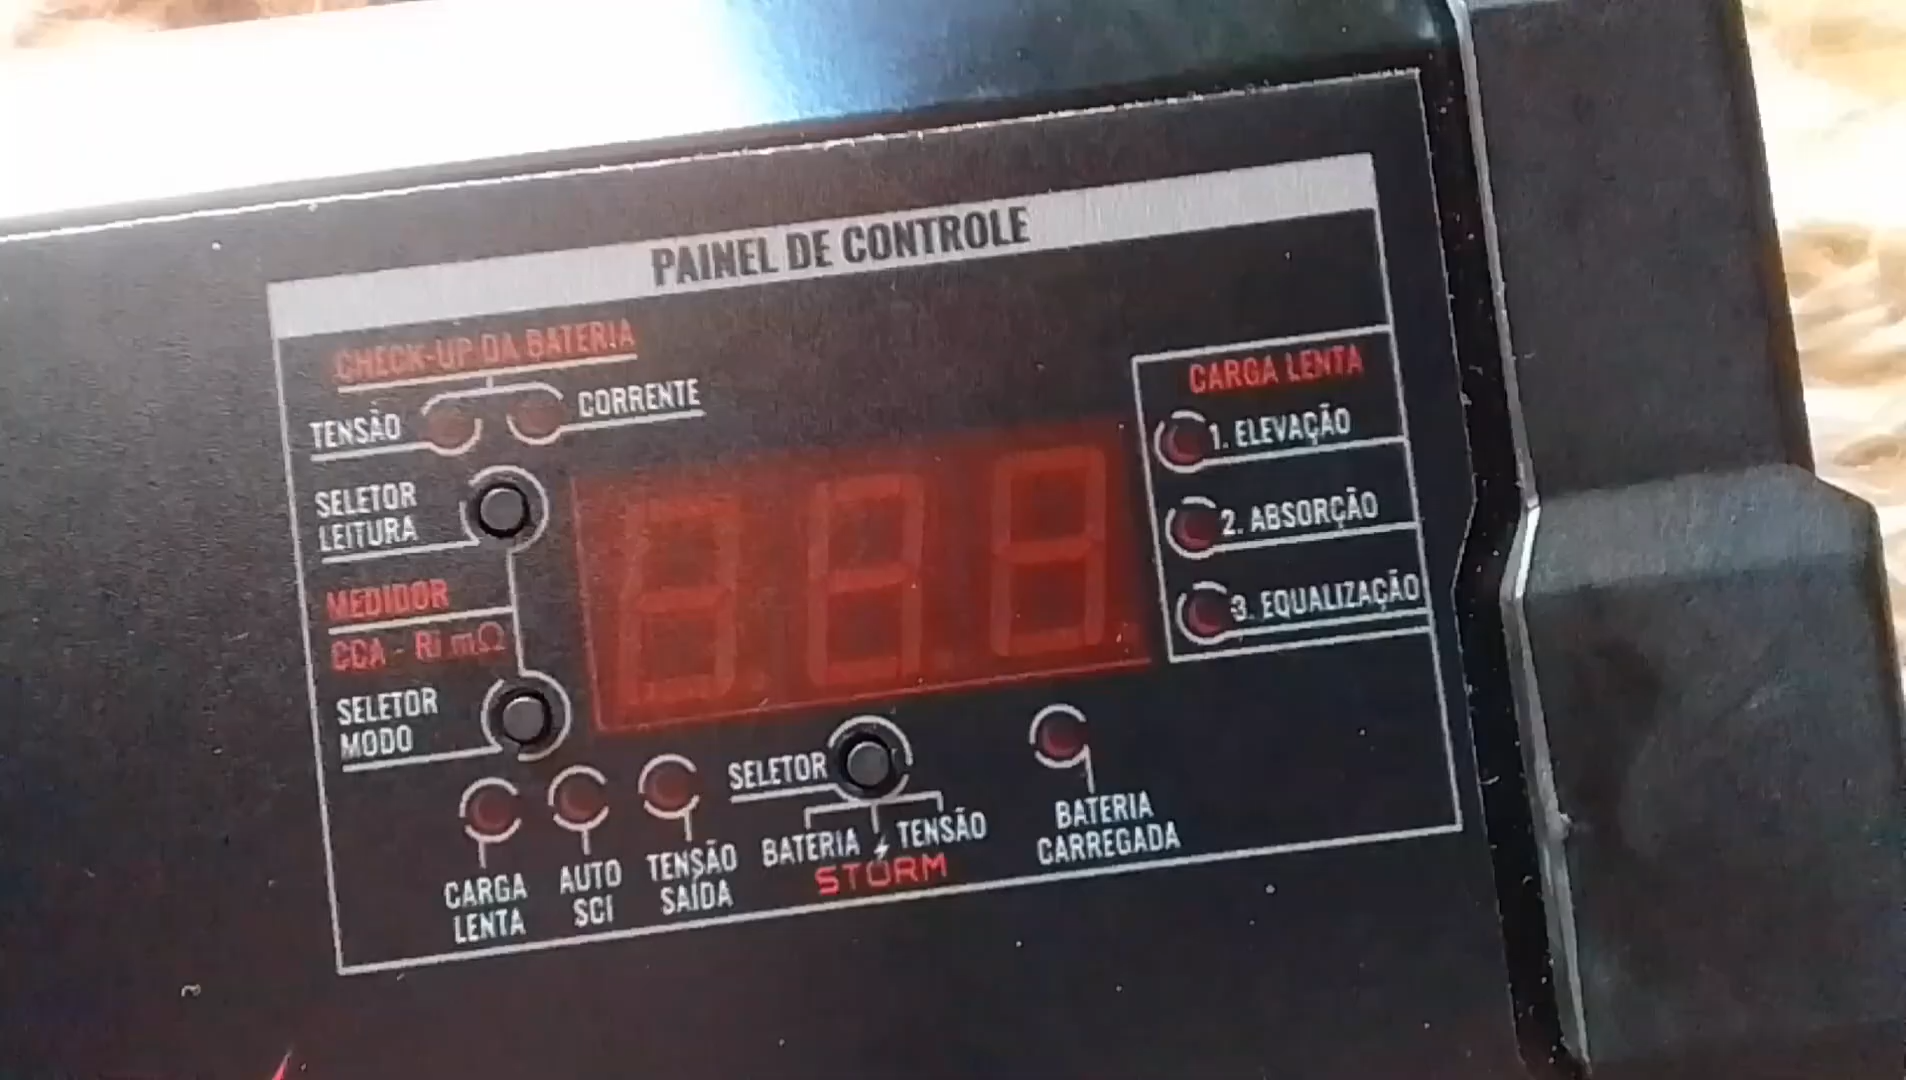 PAINEL DE CONTROLE
CHECK-UP DA BATERIA
TENSÃO
CORRENTE
SELETOR
LEITURA
MEDIDOR
CCA - Ri mΩ
SELETOR
MODO
CARGA LENTA
1. ELEVAÇÃO
2. ABSORÇÃO
3. EQUALIZAÇÃO
CARGA
LENTA
AUTO
SCI
TENSÃO
SAÍDA
SELETOR
BATERIA
TENSÃO
STORM
BATERIA
CARREGADA